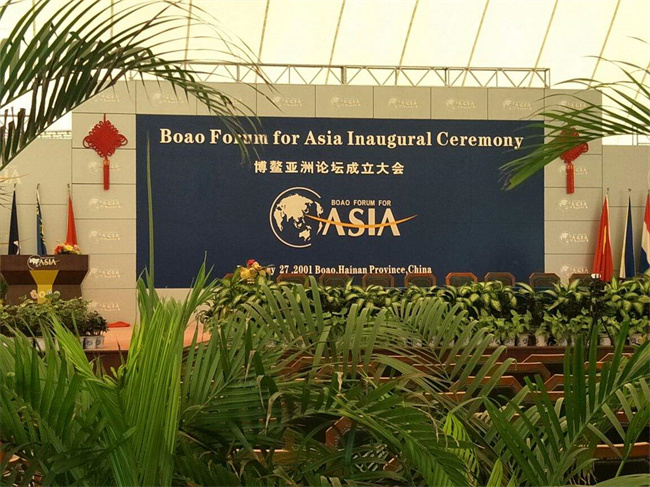 Boao Forum for Asia Inaugural Ceremony
博鳌亚洲论坛成立大会
BOAO FORUM FOR
ASIA
27,2001 Boao,Hainan Province,China
ASIA